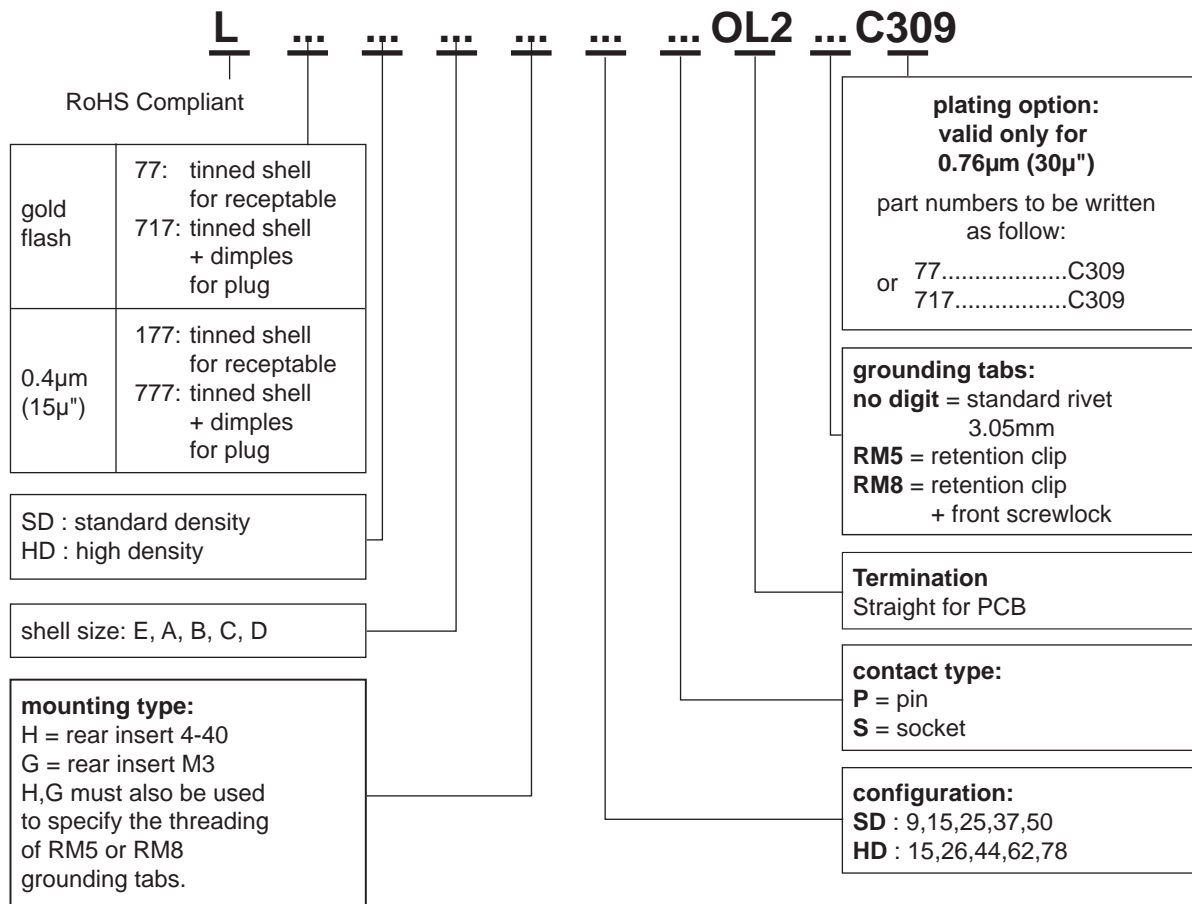 L ... ... ... ... ... ... OL2 ... C309
RoHS Compliant
gold
flash
77: tinned shell
for receptable
717: tinned shell
+ dimples
for plug
0.4µm
(15µ")
177: tinned shell
for receptable
777: tinned shell
+ dimples
for plug
SD : standard density
HD : high density
shell size: E, A, B, C, D
mounting type:
H = rear insert 4-40
G = rear insert M3
H,G must also be used
to specify the threading
of RM5 or RM8
grounding tabs.
plating option:
valid only for
0.76µm (30µ")
part numbers to be written
as follow:
77...................C309
or
717.................C309
grounding tabs:
no digit = standard rivet
3.05mm
RM5 = retention clip
RM8 = retention clip
+ front screwlock
Termination
Straight for PCB
contact type:
P = pin
S = socket
configuration:
SD : 9,15,25,37,50
HD : 15,26,44,62,78